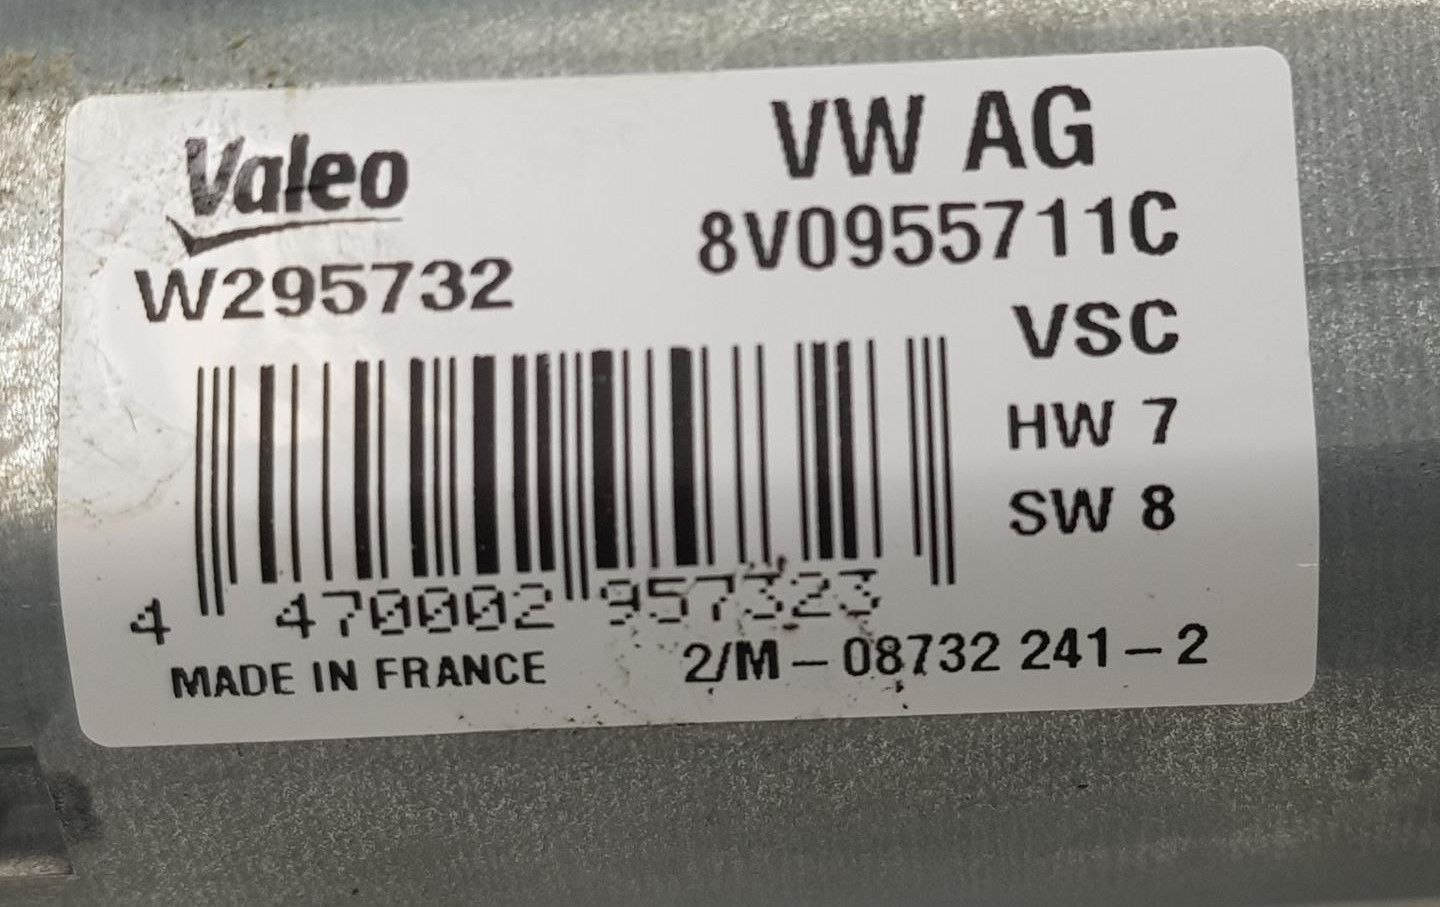 Valeo
W295732
VW AG
8V0955711C
VSC
HW 7
SW 8
4 470002 957323
MADE IN FRANCE
2/M - 08732 241 - 2